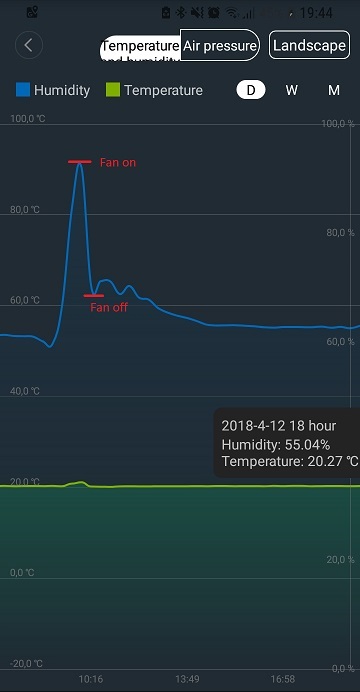 19:44
Temperature Air pressure Landscape
and humidity
Humidity Temperature D W M
100,0 ℃ 100,0 %
Fan on
80,0 ℃
80,0 %
Fan off
60,0 ℃
60,0 %
40,0 ℃
2018-4-12 18 hour
Humidity: 55.04%
Temperature: 20.27 ℃
20,0 ℃
20,0 %
0,0 ℃
-20,0 ℃ 0,0 %
10:16 13:49 16:58